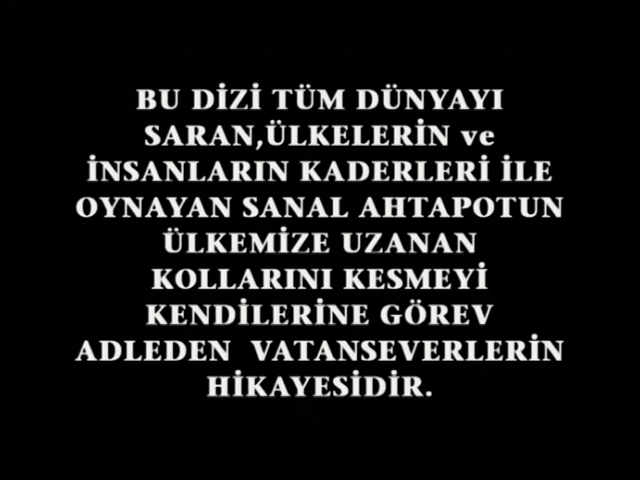 BU DİZİ TÜM DÜNYAYI
SARAN,ÜLKELERİN ve
İNSANLARIN KADERLERİ İLE
OYNAYAN SANAL AHTAPOTUN
ÜLKEMİZE UZANAN
KOLLARINI KESMEYİ
KENDİLERİNE GÖREV
ADLEDEN VATANSEVERLERİN
HİKAYESİDİR.